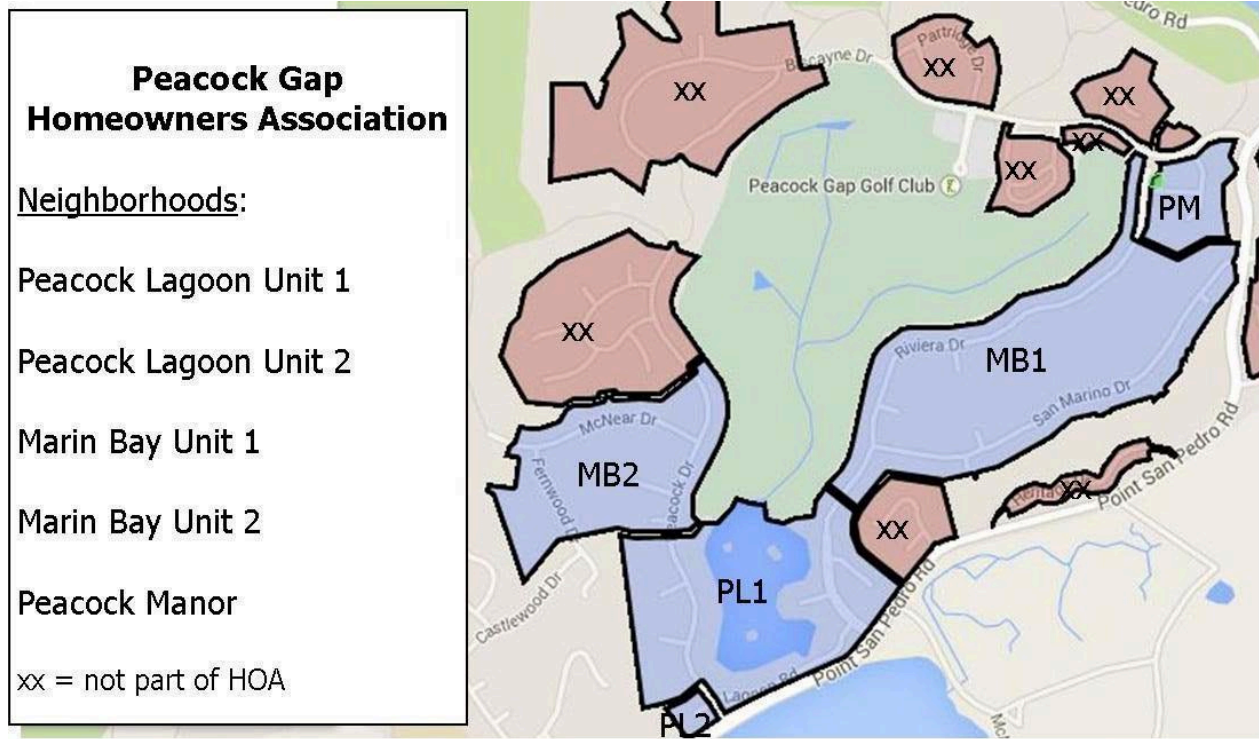 Peacock Gap
Homeowners Association
Neighborhoods:
Peacock Lagoon Unit 1
Peacock Lagoon Unit 2
Marin Bay Unit 1
Marin Bay Unit 2
Peacock Manor
xx = not part of HOA
Pedro Rd
Partridge Dr
Biscayne Dr
xx
xx
xx
xx
xx
Peacock Gap Golf Club
PM
xx
Riviera Dr
MB1
San Marino Dr
McNear Dr
MB2
Fernwood Dr
Peacock Dr
xx
Point San Pedro Rd
xx
Castlewood Dr
PL1
Point San Pedro Rd
Lagoon Rd
PL2